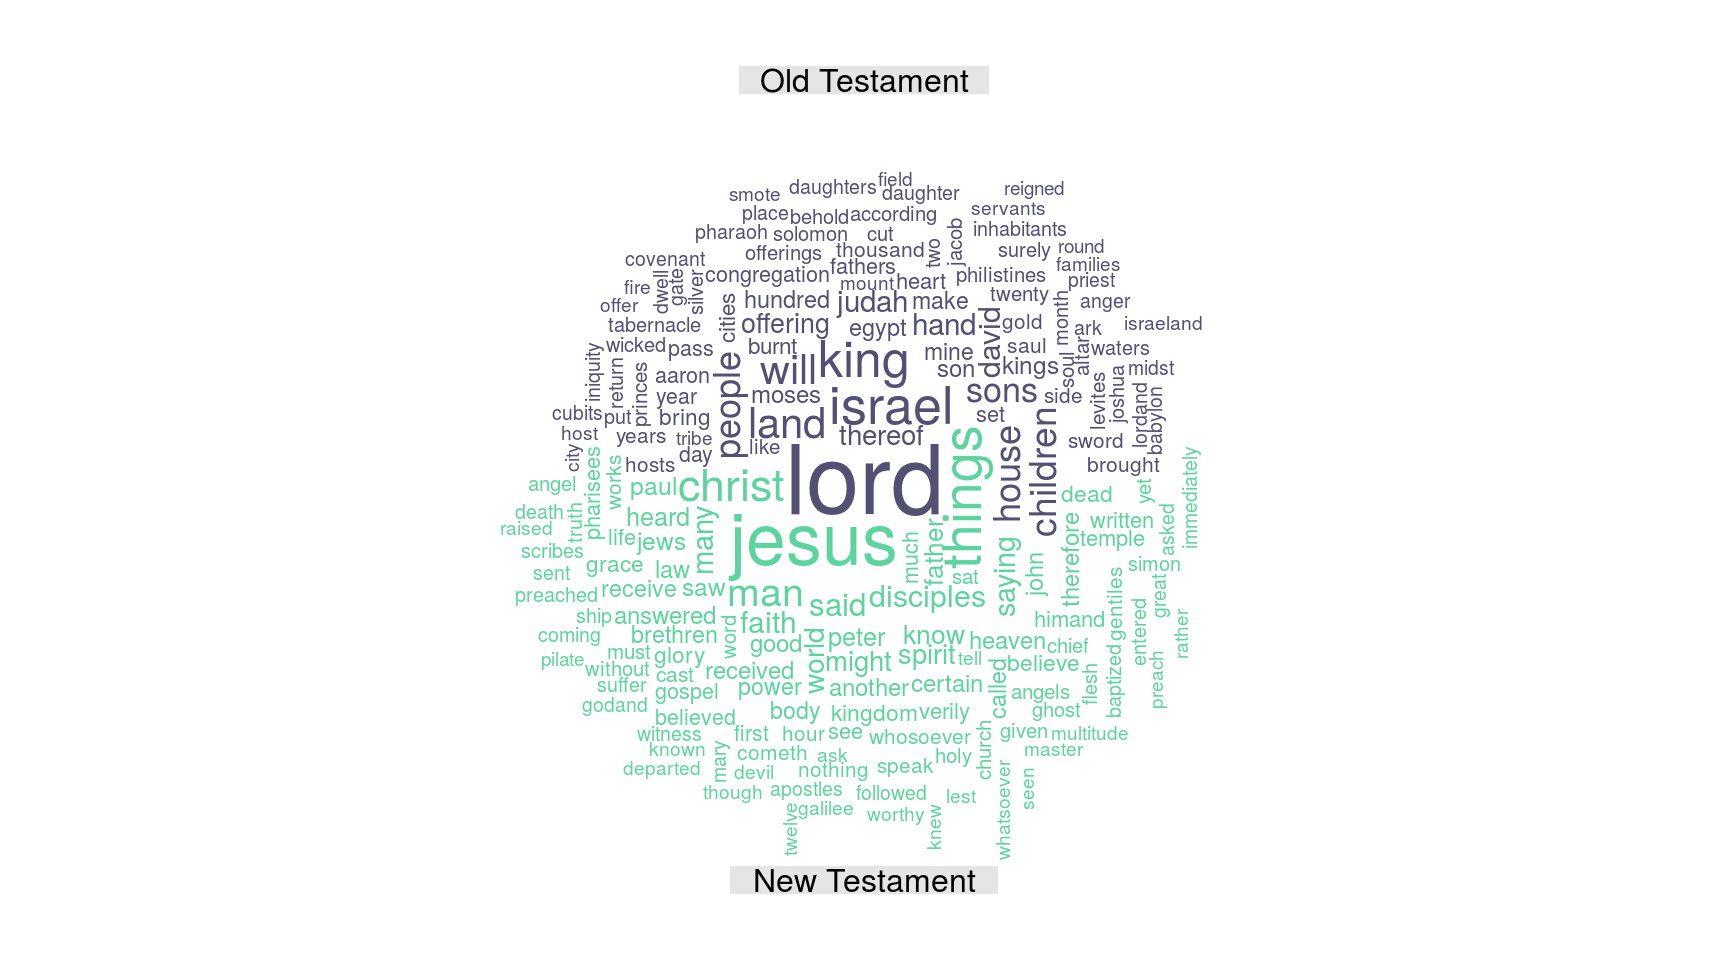 Old Testament
field
daughters
smote
daughter
reigned
servants
place
behold
according
pharaoh
solomon
cut
two
jacob
inhabitants
offerings
thousand
surely
round
covenant
fathers
families
congregation
mount
heart
philistines
priest
fire
dwell
gate
silver
twenty
offer
hundred
judah
make
month
anger
tabernacle
cities
offering
egypt
hand
david
gold
ark
israeland
wicked
pass
burnt
will
king
mine
saul
altar
waters
iniquity
return
princes
aaron
people
son
kings
soul
midst
year
moses
israel
sons
side
levites
joshua
lordand
babylon
cubits
put
bring
land
set
host
years
tribe
thereof
house
children
sword
city
hosts
day
like
lord
brought
angel
pharisees
works
paul
christ
things
dead
yet
immediately
death
truth
heard
many
written
asked
raised
life
jews
jesus
much
father
saying
therefore
temple
scribes
grace
law
sat
john
simon
sent
preached
receive
saw
man
said
disciples
great
gentiles
ship
answered
faith
himand
coming
brethren
word
good
world
peter
know
heaven
chief
entered
rather
pilate
must
glory
might
spirit
tell
believe
without
cast
received
called
suffer
gospel
power
another
certain
angels
flesh
baptized
preach
godand
believed
body
kingdom
verily
ghost
witness
first
hour
see
whosoever
church
given
multitude
known
mary
cometh
ask
holy
master
departed
devil
nothing
speak
seen
though
apostles
followed
lest
whatsoever
twelve
galilee
worthy
knew
New Testament